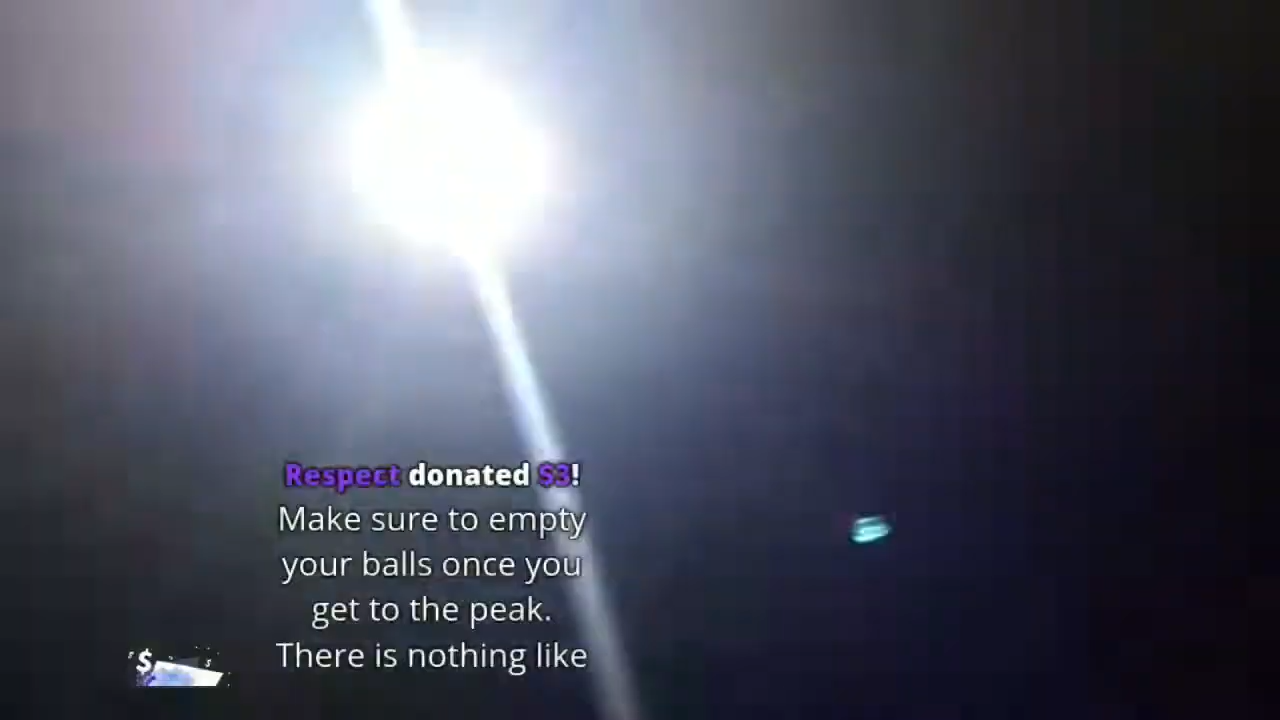 Respect donated $3!
Make sure to empty
your balls once you
get to the peak.
There is nothing like